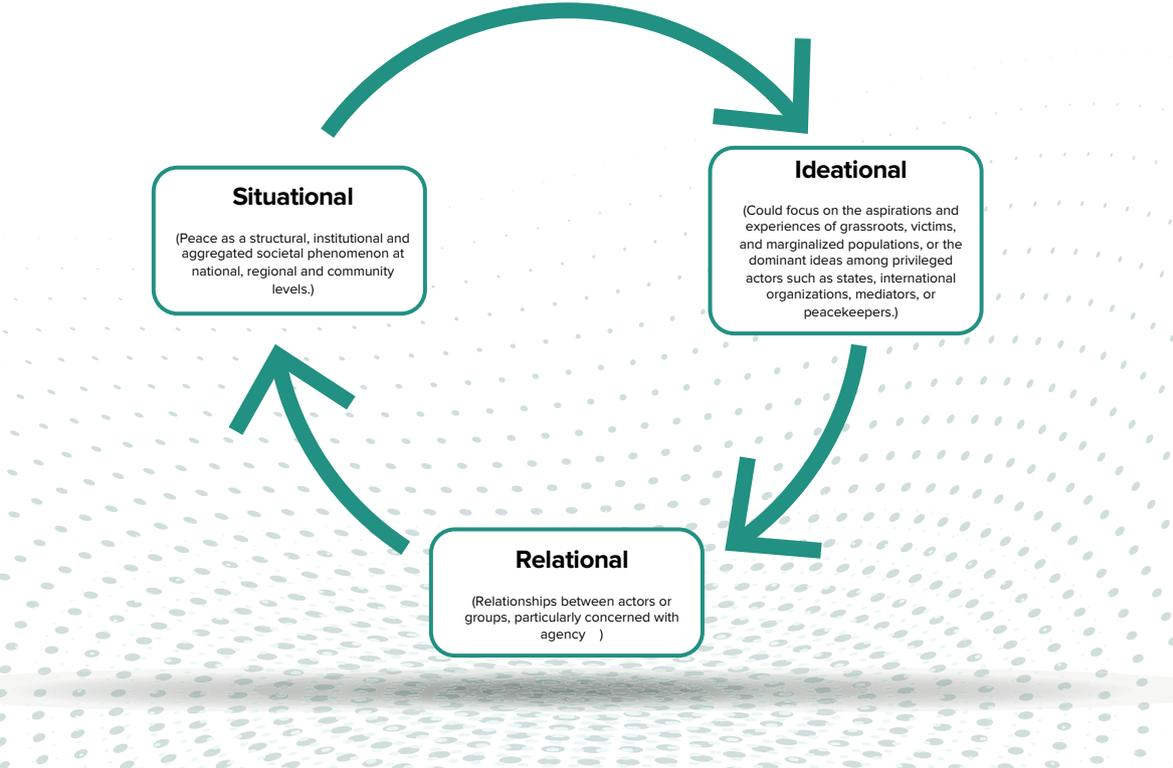 Situational
(Peace as a structural, institutional and
aggregated societal phenomenon at
national, regional and community
levels.)
Ideational
(Could focus on the aspirations and
experiences of grassroots, victims,
and marginalized populations, or the
dominant ideas among privileged
actors such as states, international
organizations, mediators, or
peacekeepers.)
Relational
(Relationships between actors or
groups, particularly concerned with
agency )